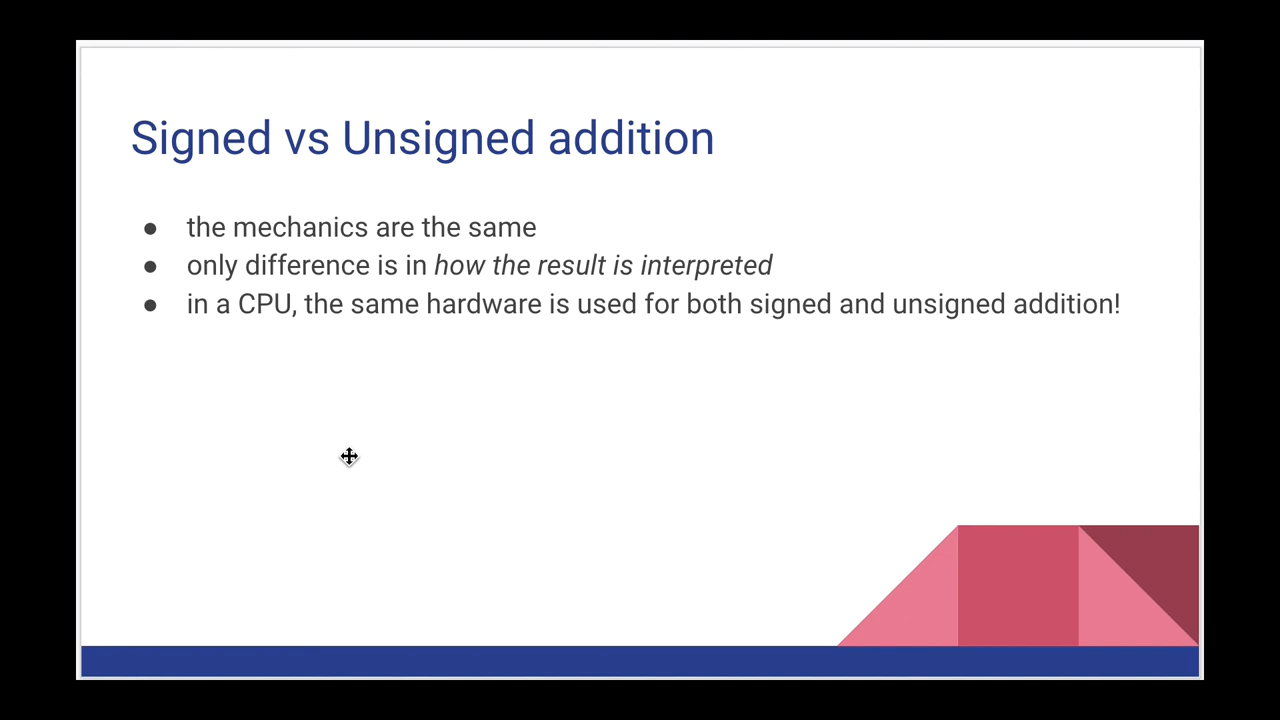 Signed vs Unsigned addition
● the mechanics are the same
● only difference is in how the result is interpreted
● in a CPU, the same hardware is used for both signed and unsigned addition!